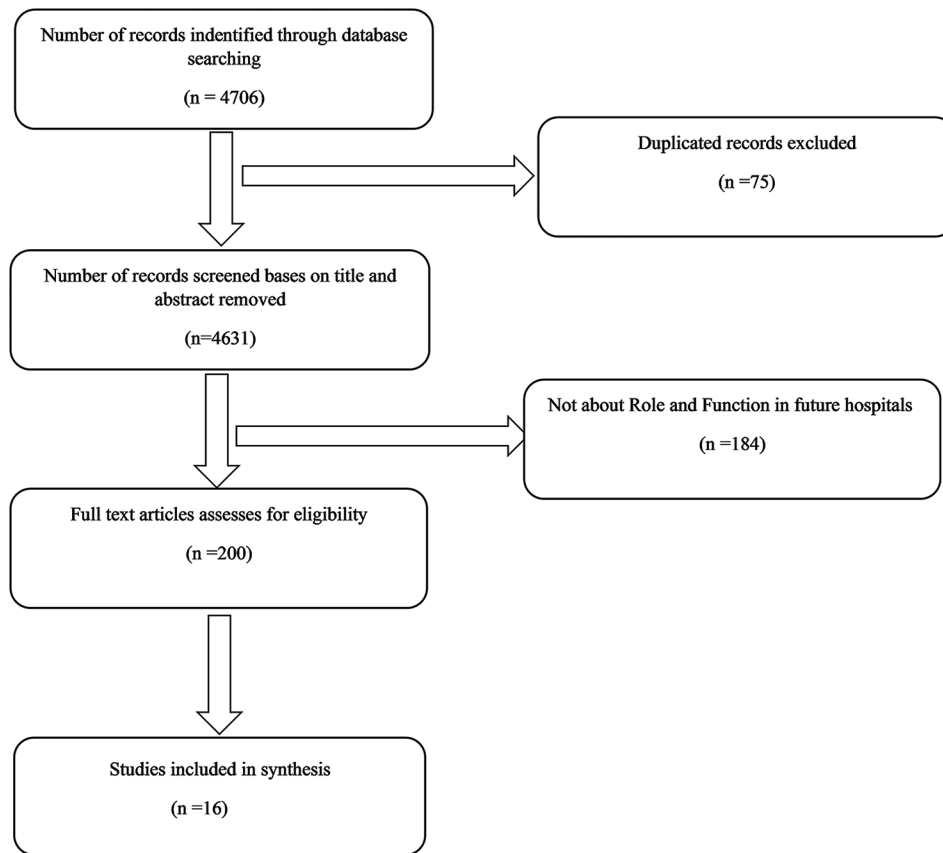 Number of records indentified through database
searching
(n = 4706)
Duplicated records excluded
(n =75)
Number of records screened bases on title and
abstract removed
(n=4631)
Not about Role and Function in future hospitals
(n =184)
Full text articles assesses for eligibility
(n =200)
Studies included in synthesis
(n =16)